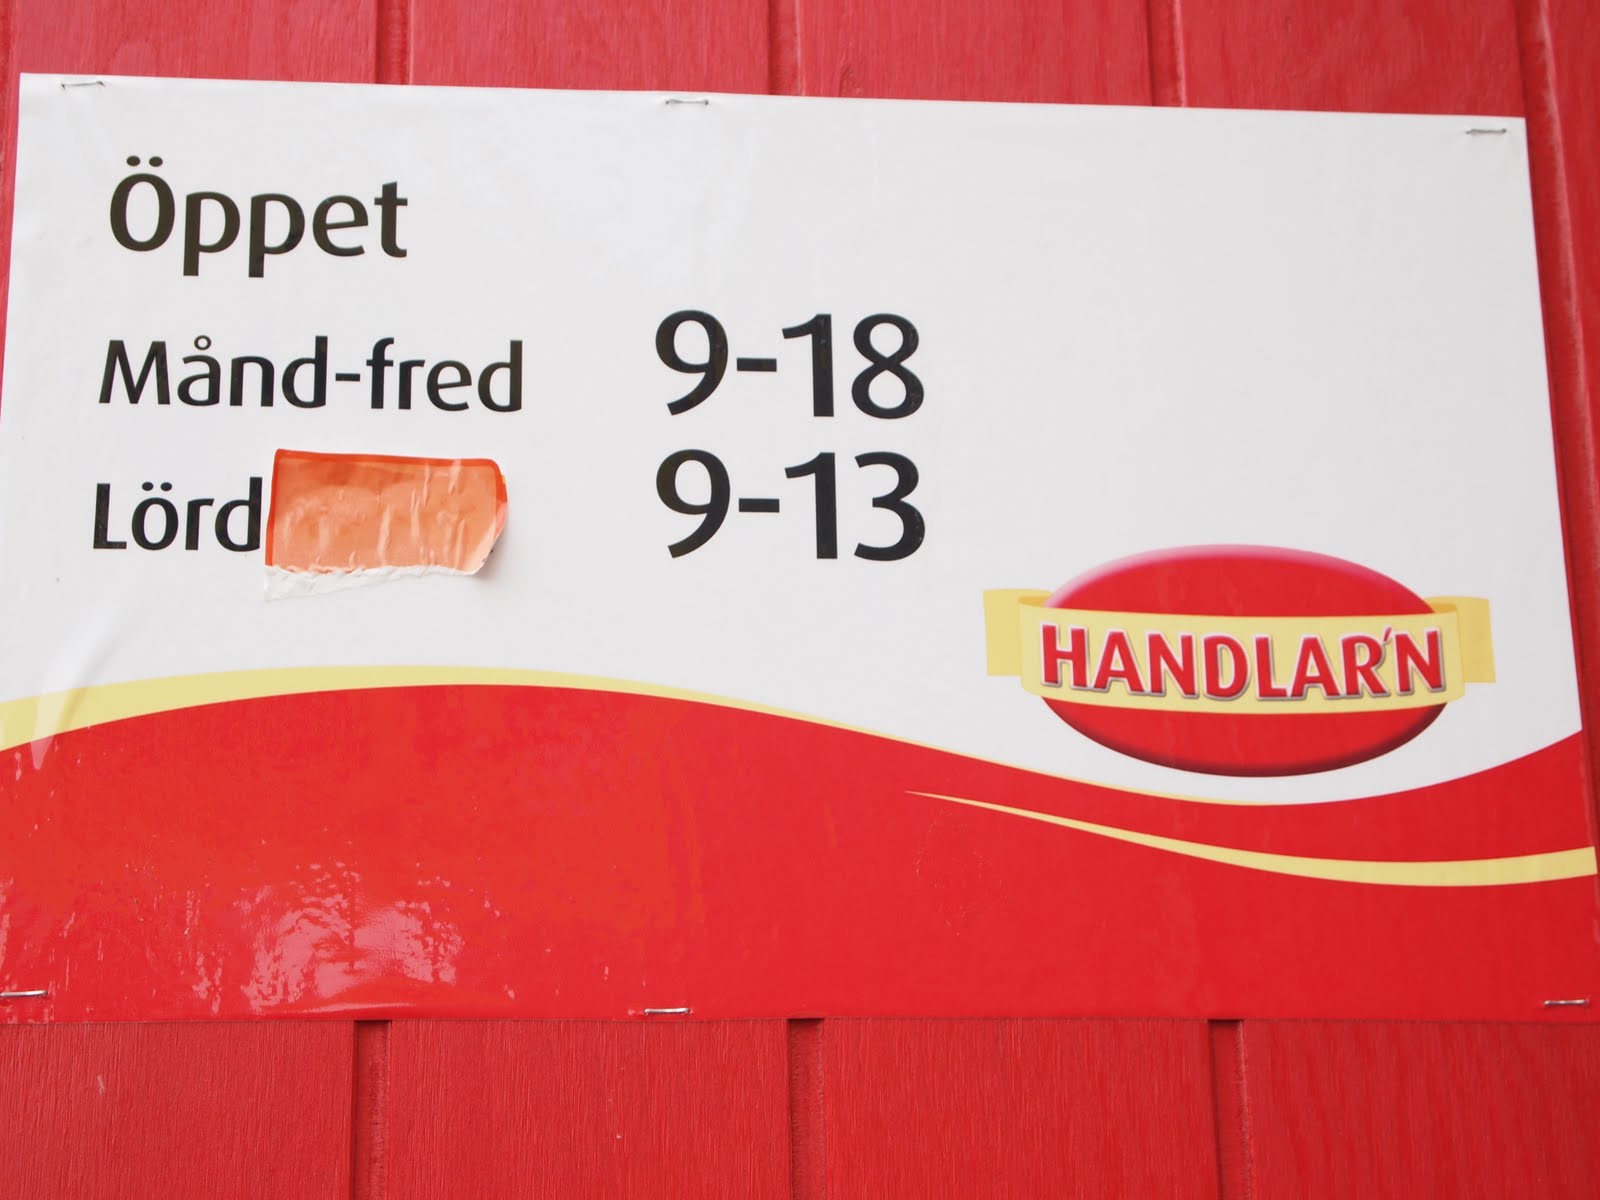 Öppet
Månd-fred 9-18
Lörd 9-13
HANDLAR'N